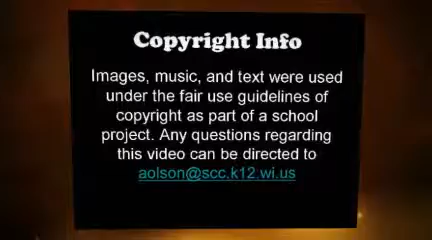 Copyright Info
Images, music, and text were used
under the fair use guidelines of
copyright as part of a school
project. Any questions regarding
this video can be directed to
aolson@scc.k12.wi.us